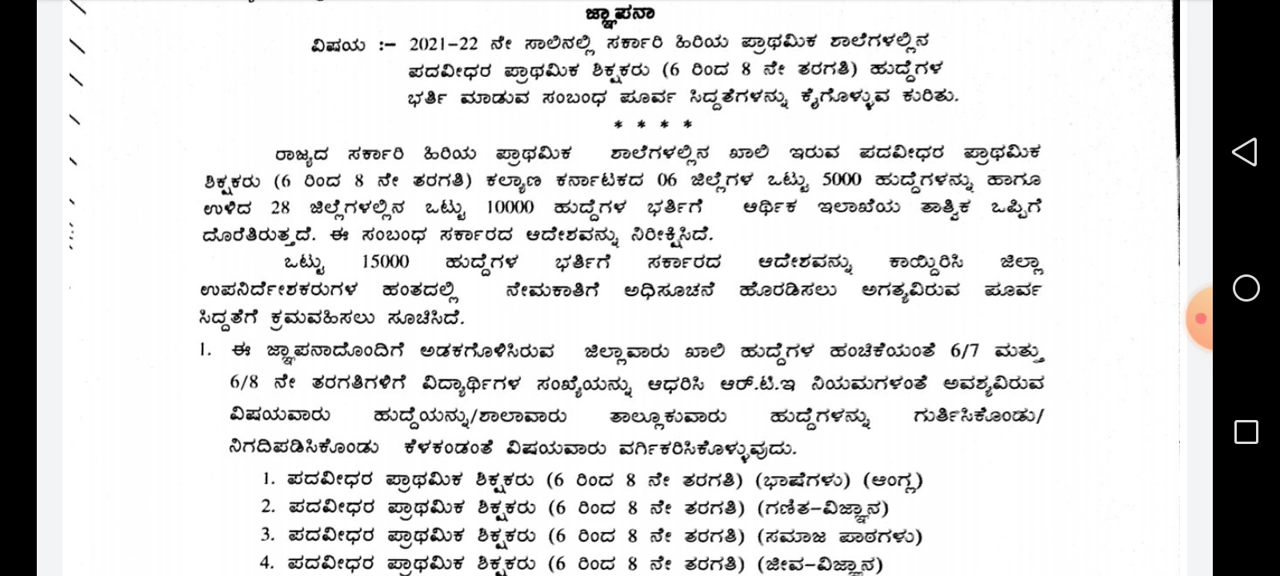 ಜ್ಞಾಪನಾ
ವಿಷಯ :– 2021–22 ನೇ ಸಾಲಿನಲ್ಲಿ ಸರ್ಕಾರಿ ಹಿರಿಯ ಪ್ರಾಥಮಿಕ ಶಾಲೆಗಳಲ್ಲಿನ
ಪದವೀಧರ ಪ್ರಾಥಮಿಕ ಶಿಕ್ಷಕರು (6 ರಿಂದ 8 ನೇ ತರಗತಿ) ಹುದ್ದೆಗಳ
ಭರ್ತಿ ಮಾಡುವ ಸಂಬಂಧ ಪೂರ್ವ ಸಿದ್ದತೆಗಳನ್ನು ಕೈಗೊಳ್ಳುವ ಕುರಿತು.
* * * *
ರಾಜ್ಯದ ಸರ್ಕಾರಿ ಹಿರಿಯ ಪ್ರಾಥಮಿಕ ಶಾಲೆಗಳಲ್ಲಿನ ಖಾಲಿ ಇರುವ ಪದವೀಧರ ಪ್ರಾಥಮಿಕ
ಶಿಕ್ಷಕರು (6 ರಿಂದ 8 ನೇ ತರಗತಿ) ಕಲ್ಯಾಣ ಕರ್ನಾಟಕದ 06 ಜಿಲ್ಲೆಗಳ ಒಟ್ಟು 5000 ಹುದ್ದೆಗಳನ್ನು ಹಾಗೂ
ಉಳಿದ 28 ಜಿಲ್ಲೆಗಳಲ್ಲಿನ ಒಟ್ಟು 10000 ಹುದ್ದೆಗಳ ಭರ್ತಿಗೆ ಆರ್ಥಿಕ ಇಲಾಖೆಯ ತಾತ್ವಿಕ ಒಪ್ಪಿಗೆ
ದೊರೆತಿರುತ್ತದೆ. ಈ ಸಂಬಂಧ ಸರ್ಕಾರದ ಆದೇಶವನ್ನು ನಿರೀಕ್ಷಿಸಿದೆ.
ಒಟ್ಟು 15000 ಹುದ್ದೆಗಳ ಭರ್ತಿಗೆ ಸರ್ಕಾರದ ಆದೇಶವನ್ನು ಕಾಯ್ದಿರಿಸಿ ಜಿಲ್ಲಾ
ಉಪನಿರ್ದೇಶಕರುಗಳ ಹಂತದಲ್ಲಿ ನೇಮಕಾತಿಗೆ ಅಧಿಸೂಚನೆ ಹೊರಡಿಸಲು ಅಗತ್ಯವಿರುವ ಪೂರ್ವ
ಸಿದ್ದತೆಗೆ ಕ್ರಮವಹಿಸಲು ಸೂಚಿಸಿದೆ.
1. ಈ ಜ್ಞಾಪನಾದೊಂದಿಗೆ ಅಡಕಗೊಳಿಸಿರುವ ಜಿಲ್ಲಾವಾರು ಖಾಲಿ ಹುದ್ದೆಗಳ ಹಂಚಿಕೆಯಂತೆ 6/7 ಮತ್ತು
6/8 ನೇ ತರಗತಿಗಳಿಗೆ ವಿದ್ಯಾರ್ಥಿಗಳ ಸಂಖ್ಯೆಯನ್ನು ಆಧರಿಸಿ ಆರ್.ಟಿ.ಇ ನಿಯಮಗಳಂತೆ ಅವಶ್ಯವಿರುವ
ವಿಷಯವಾರು ಹುದ್ದೆಯನ್ನು/ಶಾಲಾವಾರು ತಾಲ್ಲೂಕುವಾರು ಹುದ್ದೆಗಳನ್ನು ಗುರ್ತಿಸಿಕೊಂಡು/
ನಿಗದಿಪಡಿಸಿಕೊಂಡು ಕೆಳಕಂಡಂತೆ ವಿಷಯವಾರು ವರ್ಗಿಕರಿಸಿಕೊಳ್ಳುವುದು.
1. ಪದವೀಧರ ಪ್ರಾಥಮಿಕ ಶಿಕ್ಷಕರು (6 ರಿಂದ 8 ನೇ ತರಗತಿ) (ಭಾಷೆಗಳು) (ಆಂಗ್ಲ)
2. ಪದವೀಧರ ಪ್ರಾಥಮಿಕ ಶಿಕ್ಷಕರು (6 ರಿಂದ 8 ನೇ ತರಗತಿ) (ಗಣಿತ–ವಿಜ್ಞಾನ)
3. ಪದವೀಧರ ಪ್ರಾಥಮಿಕ ಶಿಕ್ಷಕರು (6 ರಿಂದ 8 ನೇ ತರಗತಿ) (ಸಮಾಜ ಪಾಠಗಳು)
4. ಪದವೀಧರ ಪ್ರಾಥಮಿಕ ಶಿಕ್ಷಕರು (6 ರಿಂದ 8 ನೇ ತರಗತಿ) (ಜೀವ–ವಿಜ್ಞಾನ)